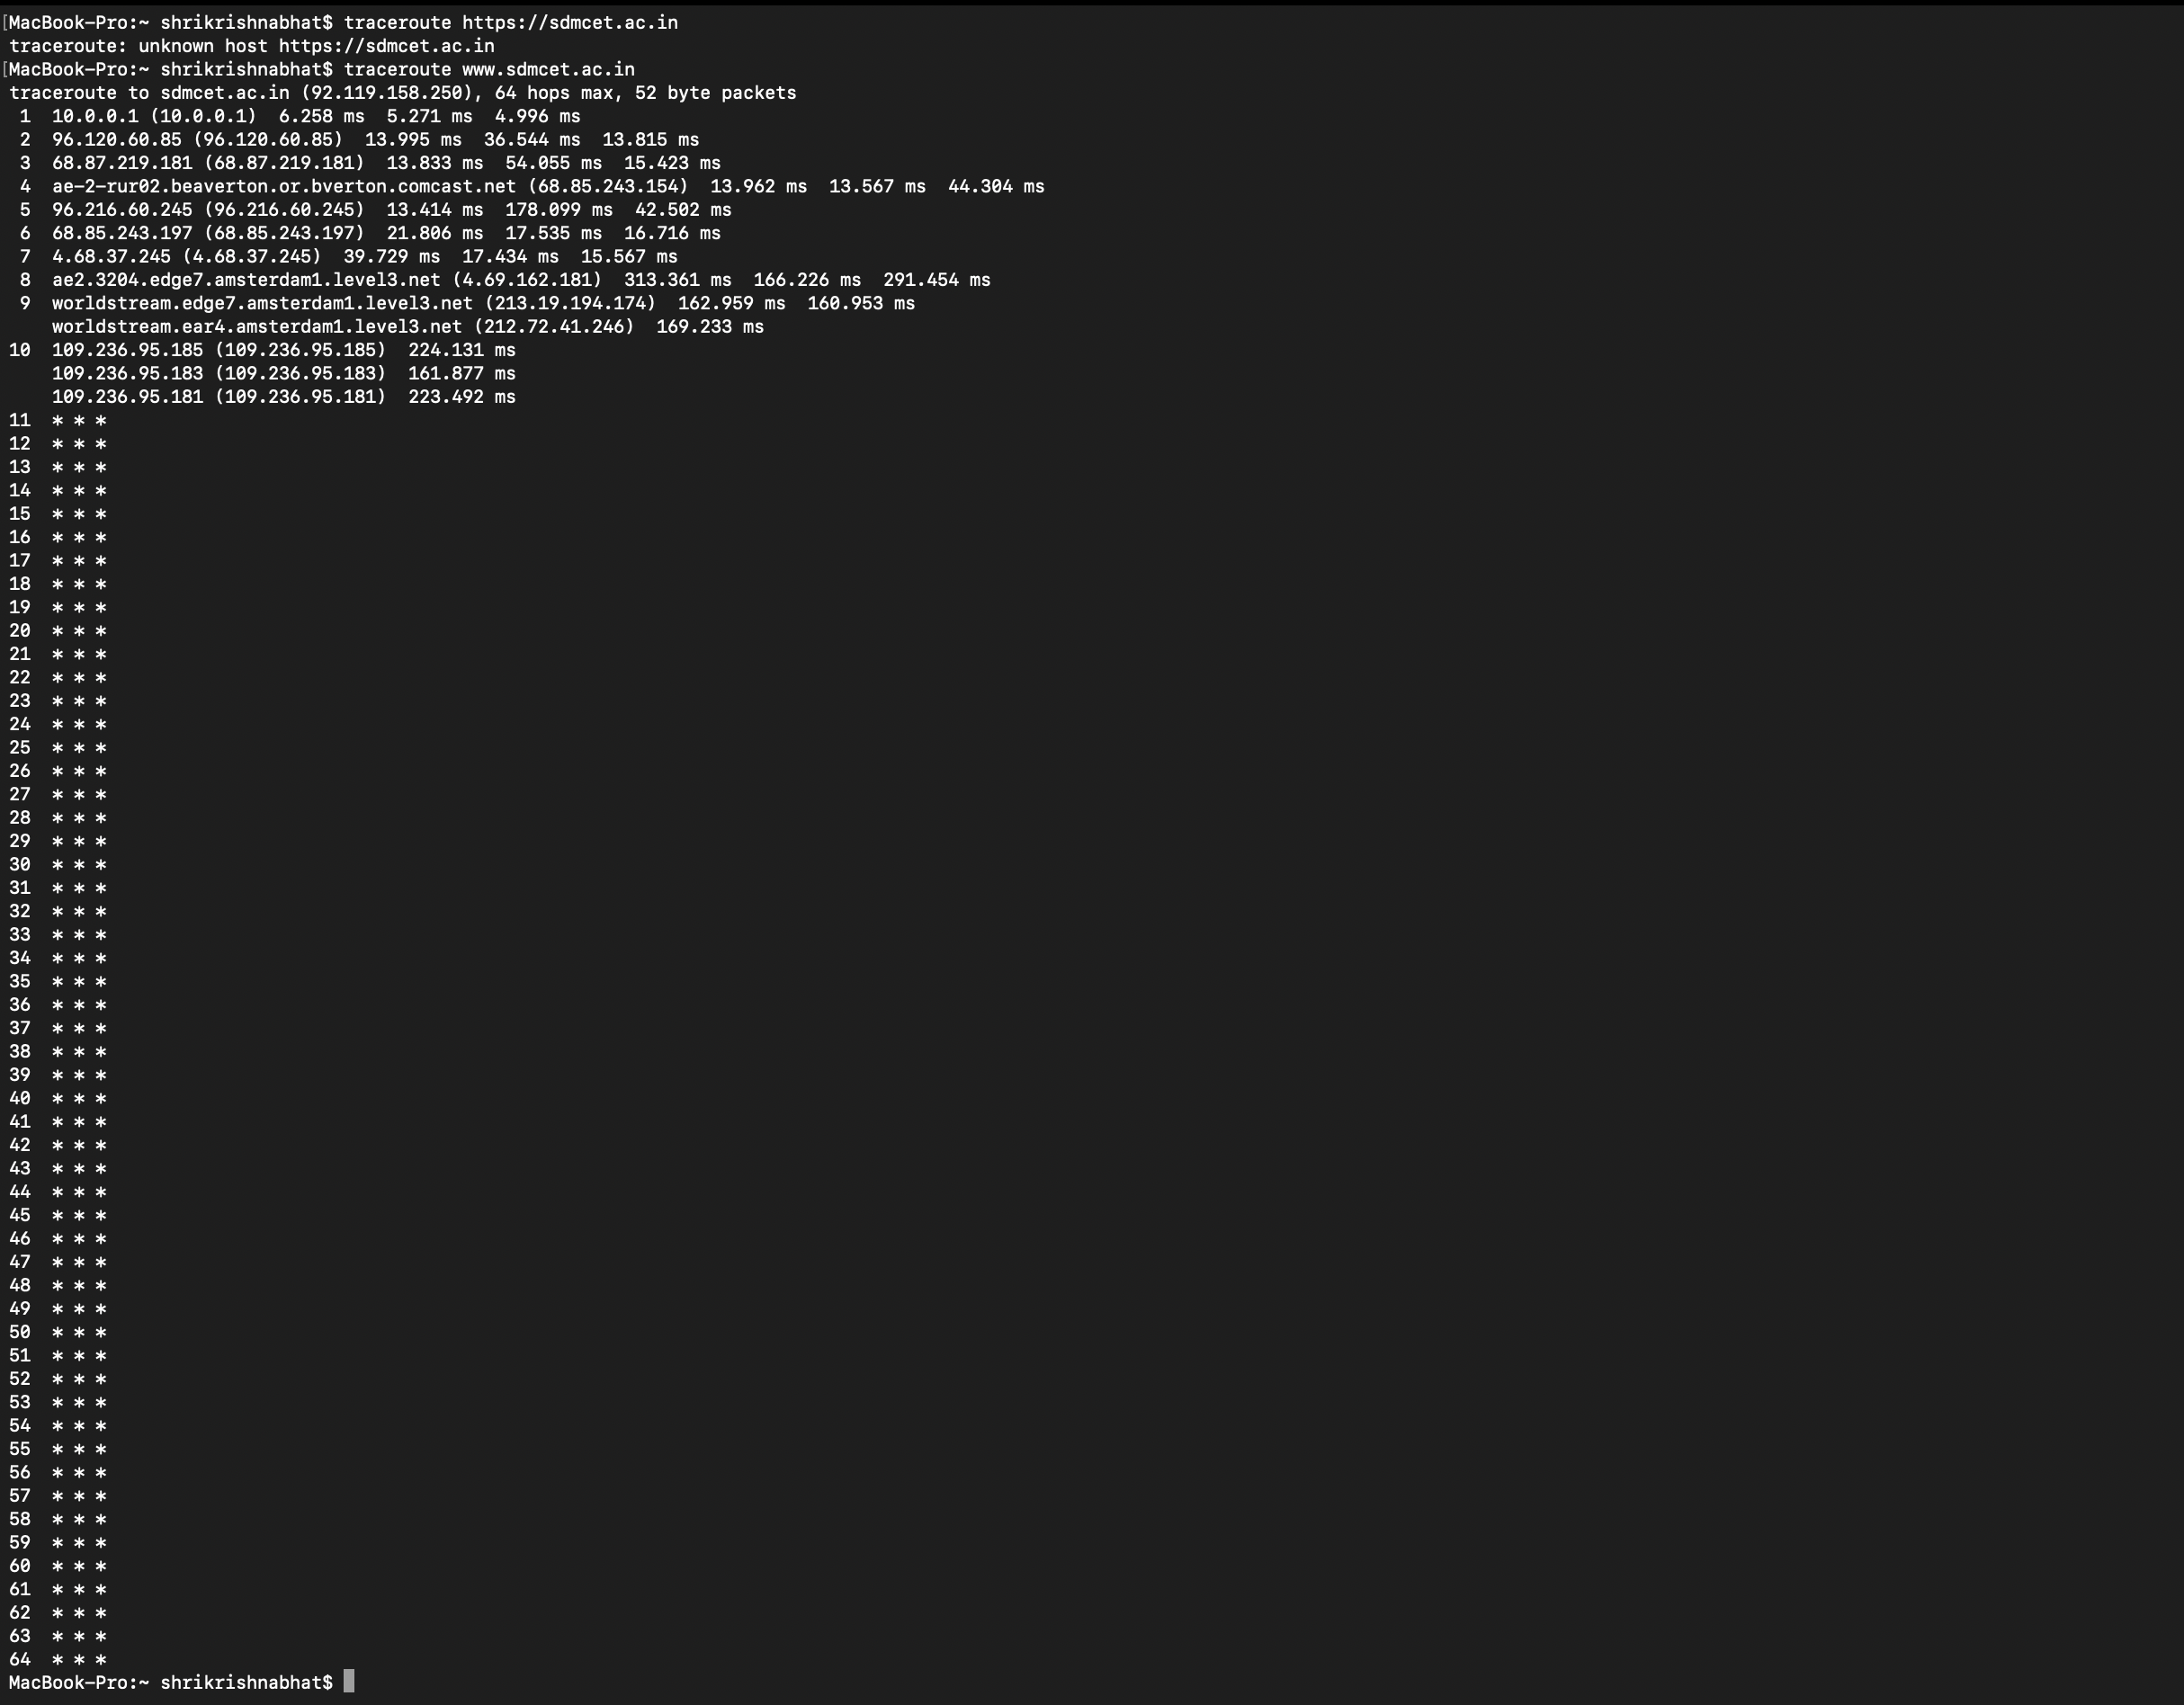 [MacBook-Pro:~ shrikrishnabhat$ traceroute https://sdmcet.ac.in
traceroute: unknown host https://sdmcet.ac.in
[MacBook-Pro:~ shrikrishnabhat$ traceroute www.sdmcet.ac.in
traceroute to sdmcet.ac.in (92.119.158.250), 64 hops max, 52 byte packets
 1  10.0.0.1 (10.0.0.1)  6.258 ms  5.271 ms  4.996 ms
 2  96.120.60.85 (96.120.60.85)  13.995 ms  36.544 ms  13.815 ms
 3  68.87.219.181 (68.87.219.181)  13.833 ms  54.055 ms  15.423 ms
 4  ae-2-rur02.beaverton.or.bverton.comcast.net (68.85.243.154)  13.962 ms  13.567 ms  44.304 ms
 5  96.216.60.245 (96.216.60.245)  13.414 ms  178.099 ms  42.502 ms
 6  68.85.243.197 (68.85.243.197)  21.806 ms  17.535 ms  16.716 ms
 7  4.68.37.245 (4.68.37.245)  39.729 ms  17.434 ms  15.567 ms
 8  ae2.3204.edge7.amsterdam1.level3.net (4.69.162.181)  313.361 ms  166.226 ms  291.454 ms
 9  worldstream.edge7.amsterdam1.level3.net (213.19.194.174)  162.959 ms  160.953 ms
    worldstream.ear4.amsterdam1.level3.net (212.72.41.246)  169.233 ms
10  109.236.95.185 (109.236.95.185)  224.131 ms
    109.236.95.183 (109.236.95.183)  161.877 ms
    109.236.95.181 (109.236.95.181)  223.492 ms
11  * * *
12  * * *
13  * * *
14  * * *
15  * * *
16  * * *
17  * * *
18  * * *
19  * * *
20  * * *
21  * * *
22  * * *
23  * * *
24  * * *
25  * * *
26  * * *
27  * * *
28  * * *
29  * * *
30  * * *
31  * * *
32  * * *
33  * * *
34  * * *
35  * * *
36  * * *
37  * * *
38  * * *
39  * * *
40  * * *
41  * * *
42  * * *
43  * * *
44  * * *
45  * * *
46  * * *
47  * * *
48  * * *
49  * * *
50  * * *
51  * * *
52  * * *
53  * * *
54  * * *
55  * * *
56  * * *
57  * * *
58  * * *
59  * * *
60  * * *
61  * * *
62  * * *
63  * * *
64  * * *
MacBook-Pro:~ shrikrishnabhat$